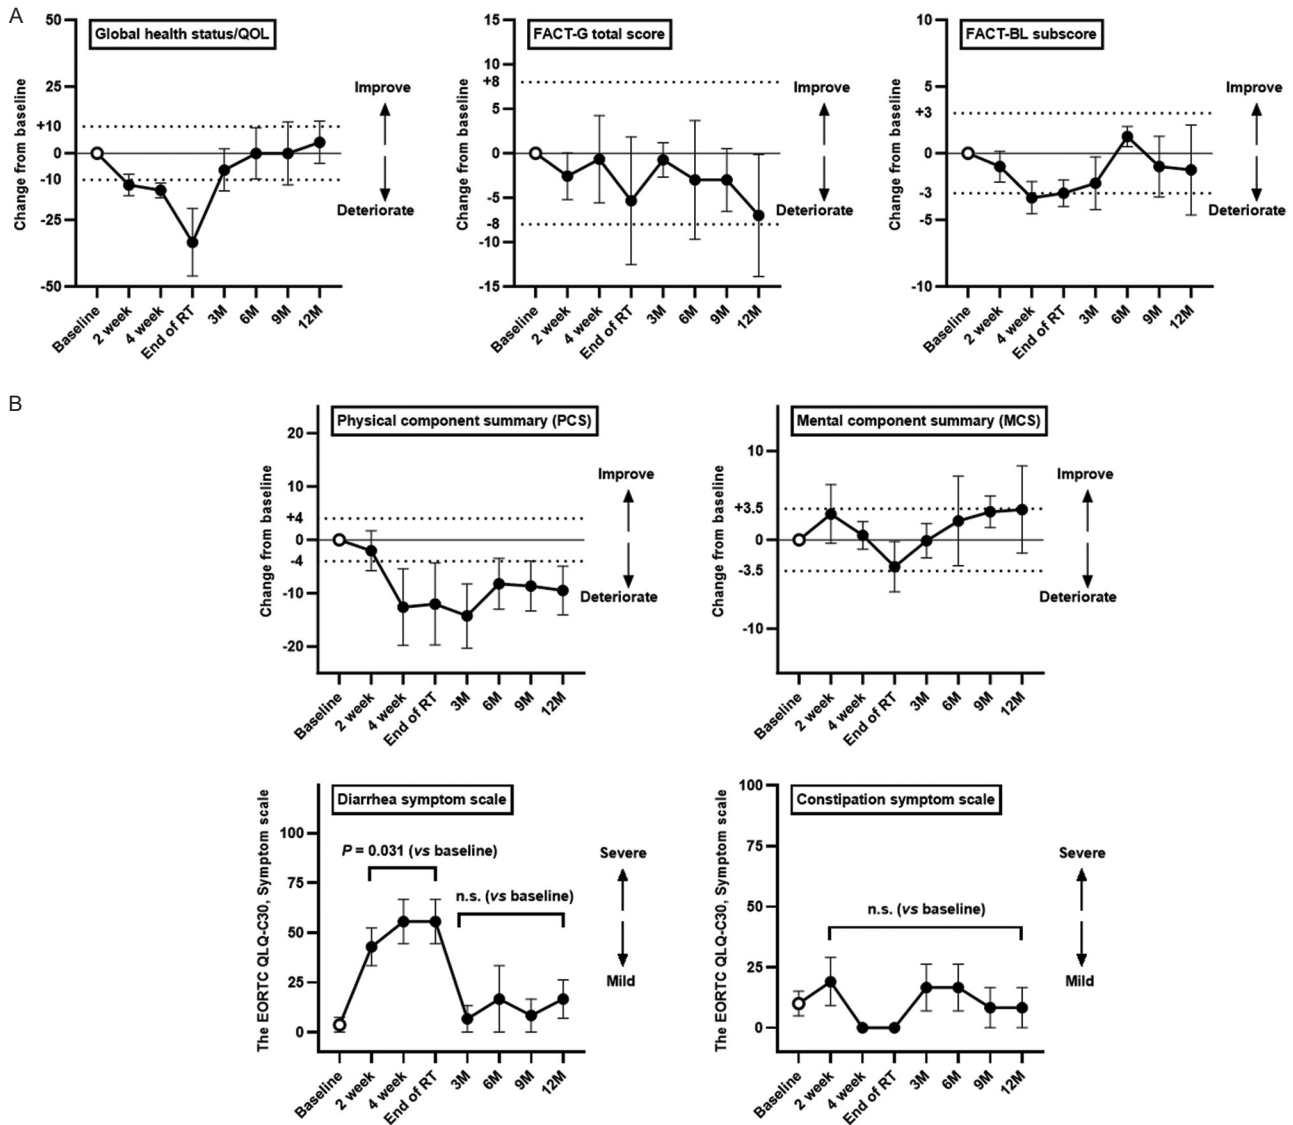 A
Global health status/QOL
Change from baseline
50
25
+10
0
-10
-25
-50
Improve
Deteriorate
Baseline
2 week
4 week
End of RT
3M
6M
9M
12M
FACT-G total score
Change from baseline
15
10
+8
5
0
-5
-8
-10
-15
Improve
Deteriorate
Baseline
2 week
4 week
End of RT
3M
6M
9M
12M
FACT-BL subscore
Change from baseline
10
5
+3
0
-3
-5
-10
Improve
Deteriorate
Baseline
2 week
4 week
End of RT
3M
6M
9M
12M
B
Physical component summary (PCS)
Change from baseline
20
10
+4
0
-4
-10
-20
Improve
Deteriorate
Baseline
2 week
4 week
End of RT
3M
6M
9M
12M
Mental component summary (MCS)
Change from baseline
10
+3.5
0
-3.5
-10
Improve
Deteriorate
Baseline
2 week
4 week
End of RT
3M
6M
9M
12M
Diarrhea symptom scale
The EORTC QLQ-C30, Symptom scale
100
75
50
25
0
P = 0.031 (vs baseline)
n.s. (vs baseline)
Severe
Mild
Baseline
2 week
4 week
End of RT
3M
6M
9M
12M
Constipation symptom scale
The EORTC QLQ-C30, Symptom scale
100
75
50
25
0
n.s. (vs baseline)
Severe
Mild
Baseline
2 week
4 week
End of RT
3M
6M
9M
12M